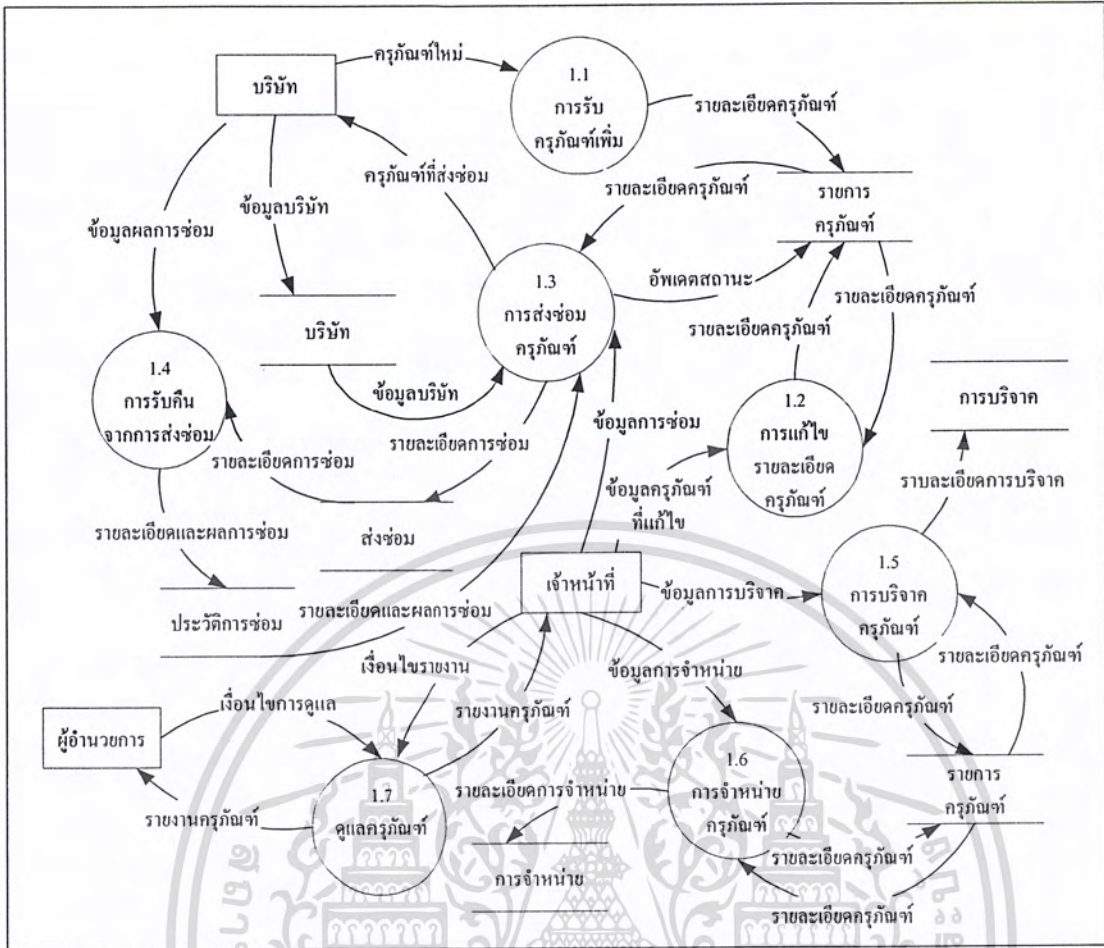 ครุภัณฑ์ใหม่
บริษัท
1.1
การรับ
ครุภัณฑ์เพิ่ม
รายละเอียดครุภัณฑ์
ครุภัณฑ์ที่ส่งซ่อม
รายละเอียดครุภัณฑ์
รายการ
ครุภัณฑ์
ข้อมูลบริษัท
ข้อมูลผลการซ่อม
1.3
การส่งซ่อม
ครุภัณฑ์
อัพเดตสถานะ
รายละเอียดครุภัณฑ์
รายละเอียดครุภัณฑ์
บริษัท
1.4
การรับคืน
จากการส่งซ่อม
ข้อมูลบริษัท
1.2
การแก้ไข
รายละเอียด
ครุภัณฑ์
การบริจาค
ข้อมูลการซ่อม
รายละเอียดการซ่อม
รายละเอียดการซ่อม
ข้อมูลครุภัณฑ์
ที่แก้ไข
ราบละเอียดการบริจาค
รายละเอียดและผลการซ่อม
ส่งซ่อม
เจ้าหน้าที่
ข้อมูลการบริจาค
1.5
การบริจาค
ครุภัณฑ์
ประวัติการซ่อม
รายละเอียดและผลการซ่อม
รายละเอียดครุภัณฑ์
เงื่อนไขรายงาน
ข้อมูลการจำหน่าย
เงื่อนไขการดูแล
รายงานครุภัณฑ์
รายละเอียดครุภัณฑ์
ผู้อำนวยการ
1.7
ดูแลครุภัณฑ์
รายละเอียดการจำหน่าย
1.6
การจำหน่าย
ครุภัณฑ์
รายการ
ครุภัณฑ์
รายงานครุภัณฑ์
การจำหน่าย
รายละเอียดครุภัณฑ์
รายละเอียดครุภัณฑ์